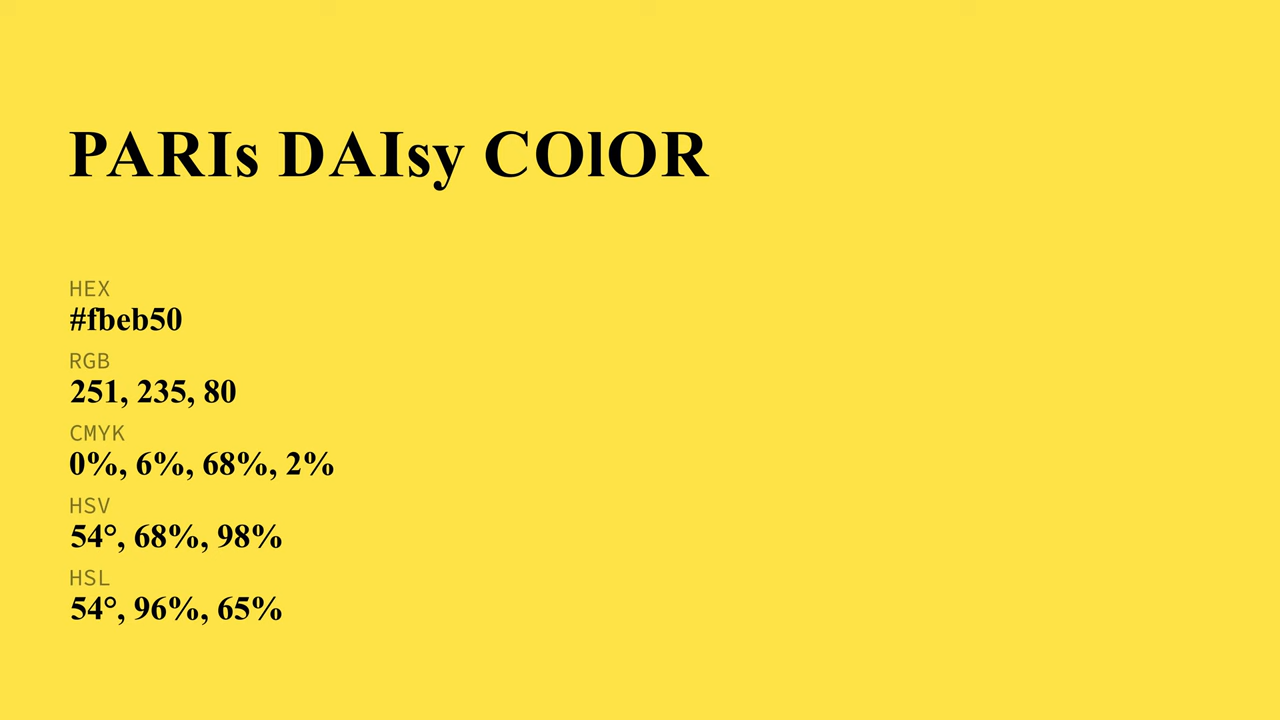 PARIs DAIsy COlOR
HEX
#fbeb50
RGB
251, 235, 80
CMYK
0%, 6%, 68%, 2%
HSV
54°, 68%, 98%
HSL
54°, 96%, 65%